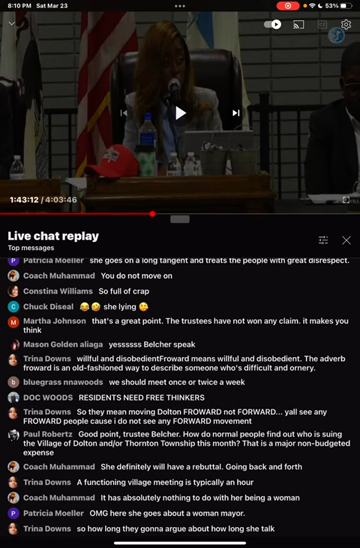 8:10 PM Sat Mar 23
53%
1:43:12 / 4:03:46
Live chat replay
Top messages
Patricia Moeller she goes on a long tangent and treats the people with great disrespect.
Coach Muhammad You do not move on
Constina Williams So full of crap
C Chuck Diseal 😂🤣 she lying 😋
M Martha Johnson that's a great point. The trustees have not won any claim. it makes you
think
Mason Golden aliaga yessssss Belcher speak
Trina Downs willful and disobedientFroward means willful and disobedient. The adverb
froward is an old-fashioned way to describe someone who's difficult and ornery.
b bluegrass nnawoods we should meet once or twice a week
DOC WOODS RESIDENTS NEED FREE THINKERS
Trina Downs So they mean moving Dolton FROWARD not FORWARD... yall see any
FROWARD people cause i do not see any FORWARD movement
Paul Robertz Good point, trustee Belcher. How do normal people find out who is suing
the Village of Dolton and/or Thornton Township this month? That is a major non-budgeted
expense
Coach Muhammad She definitely will have a rebuttal. Going back and forth
Trina Downs A functioning village meeting is typically an hour
Coach Muhammad It has absolutely nothing to do with her being a woman
P Patricia Moeller OMG here she goes about a woman mayor.
Trina Downs so how long they gonna argue about how long she talk